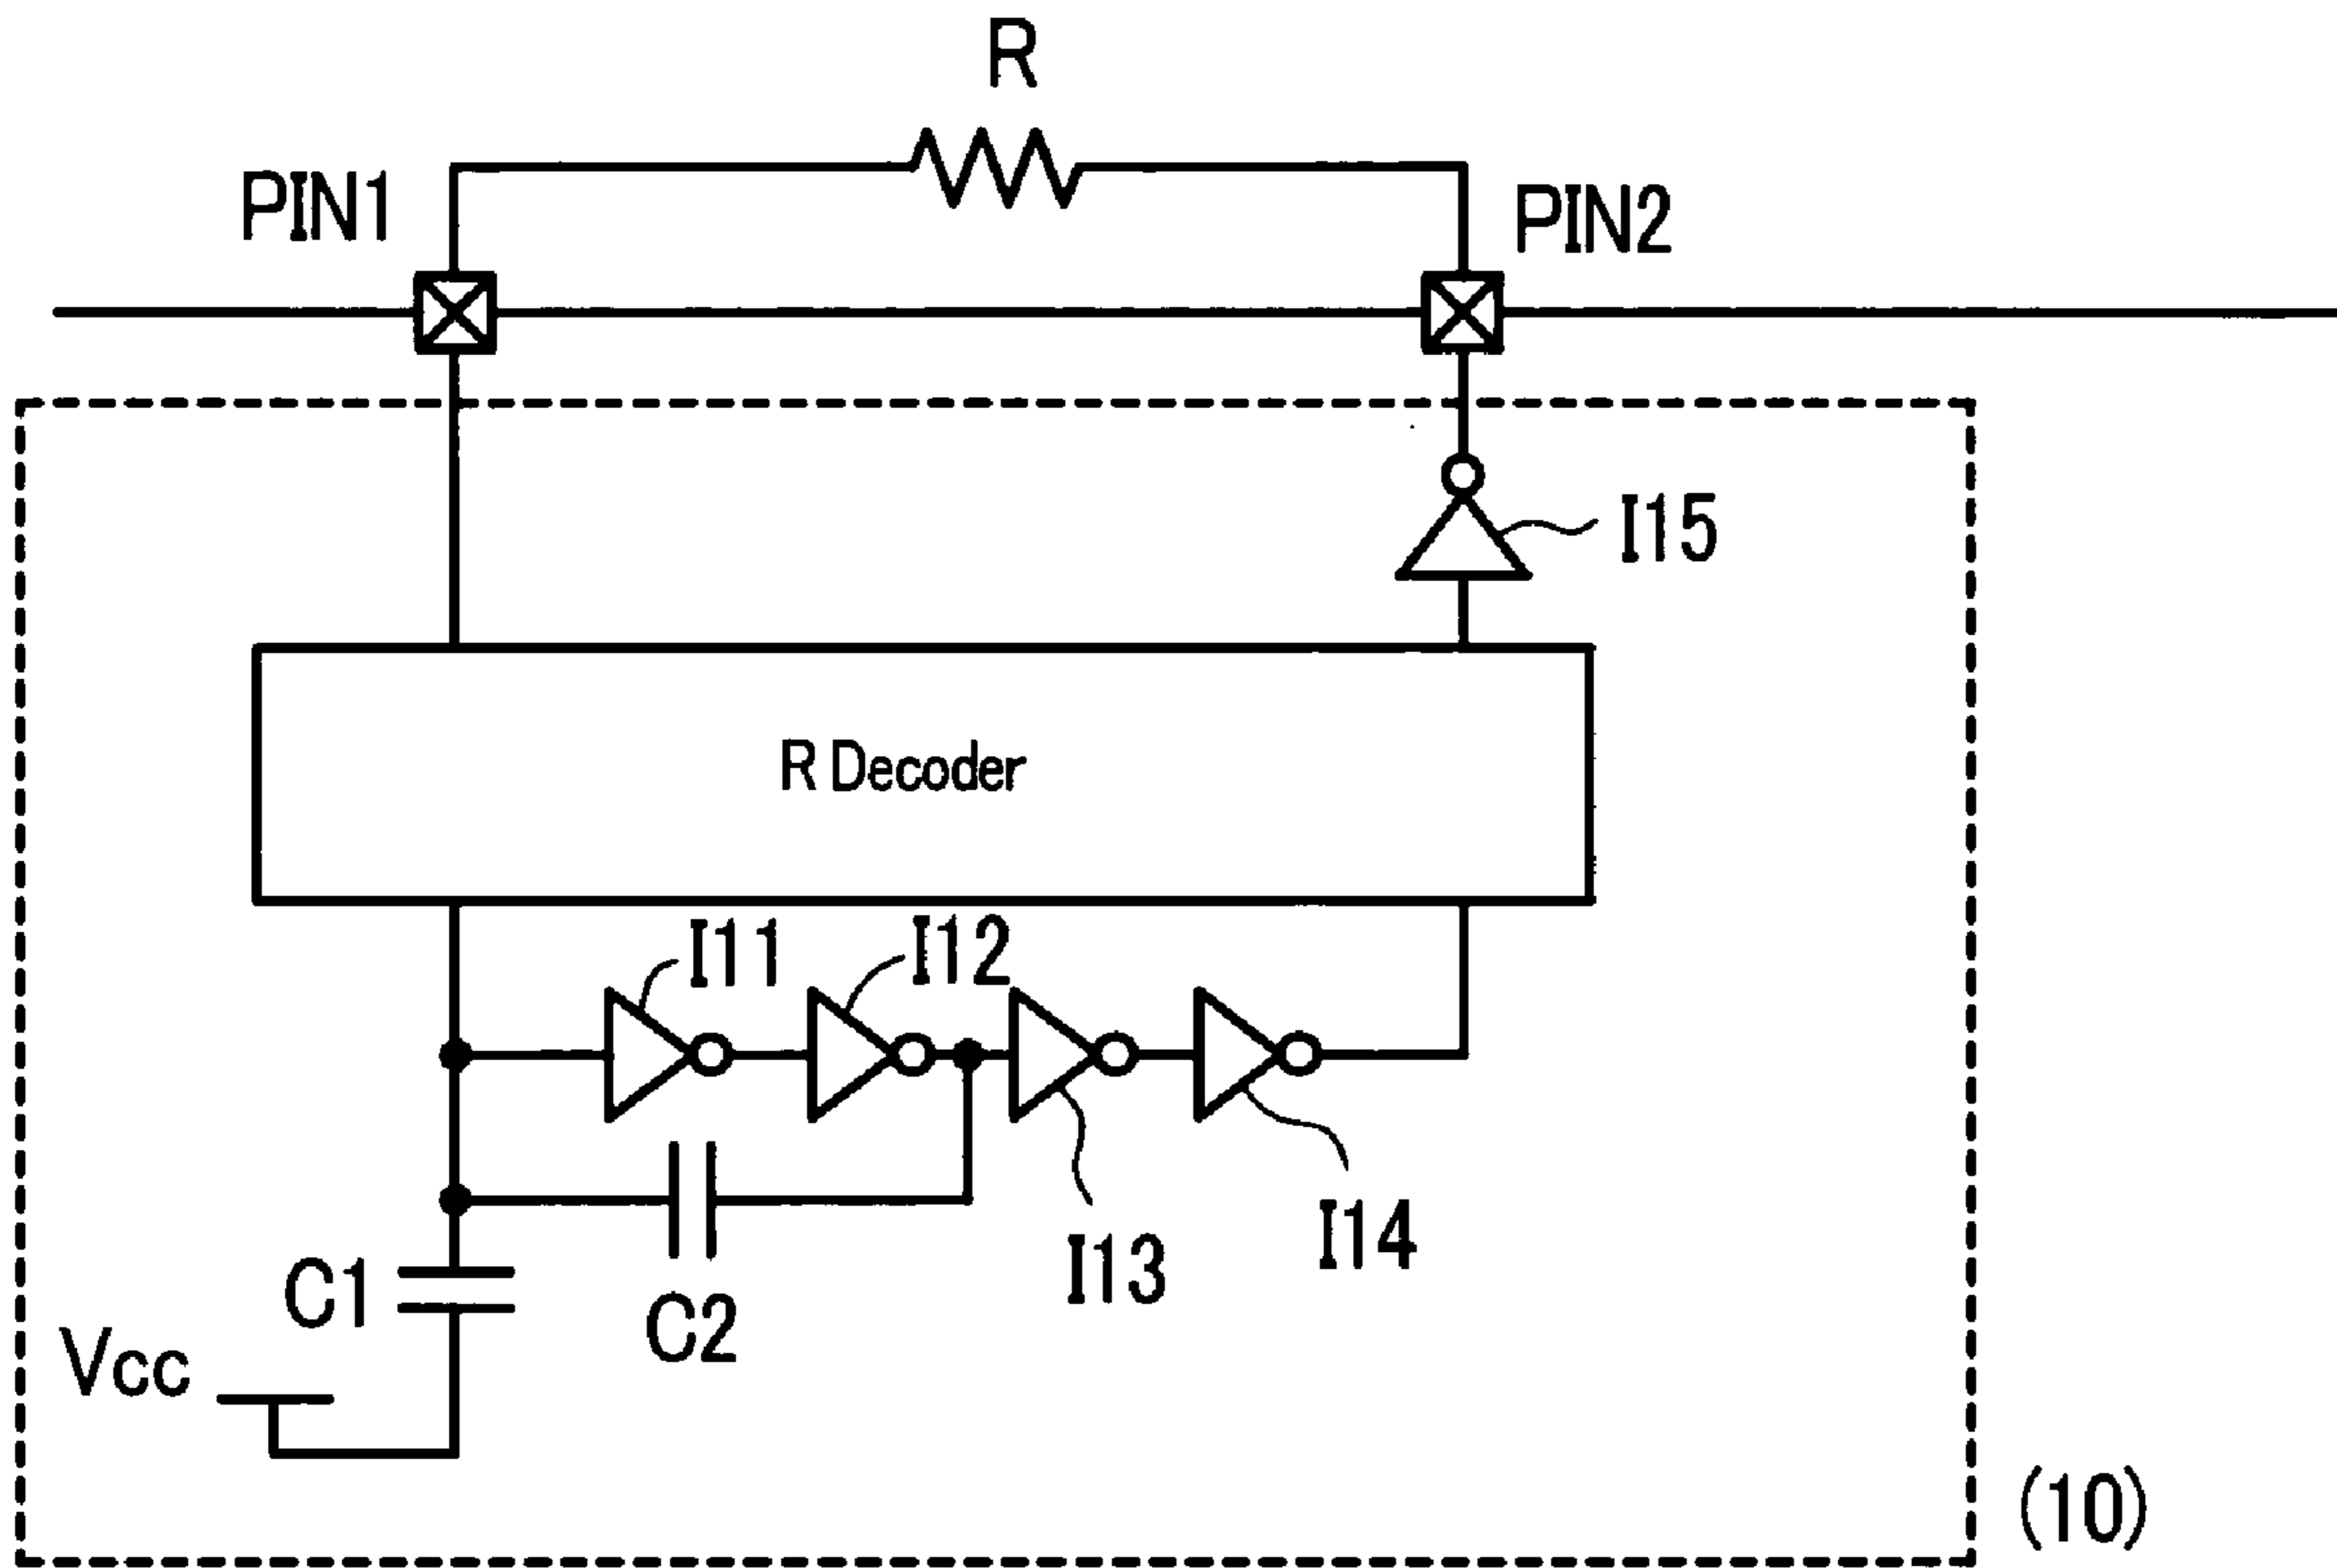 R
PIN1
PIN2
I15
R Decoder
I11
I12
I13
I14
C1
C2
Vcc
(10)